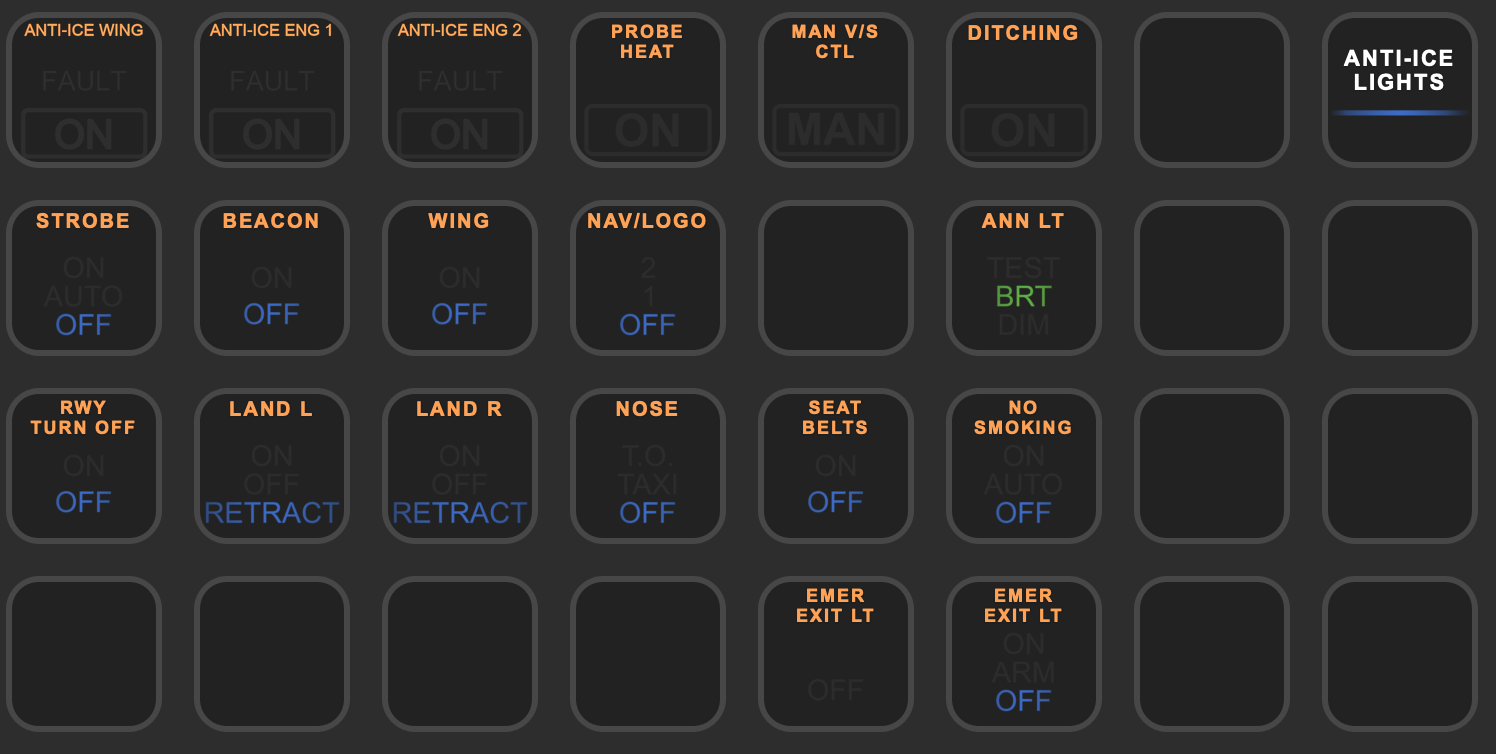 ANTI-ICE WING
FAULT
ON
ANTI-ICE ENG 1
FAULT
ON
ANTI-ICE ENG 2
FAULT
ON
PROBE
HEAT
ON
MAN V/S
CTL
MAN
DITCHING
ON
ANTI-ICE
LIGHTS
STROBE
ON
AUTO
OFF
BEACON
ON
OFF
WING
ON
OFF
NAV/LOGO
2
1
OFF
ANN LT
TEST
BRT
DIM
RWY
TURN OFF
ON
OFF
LAND L
ON
OFF
RETRACT
LAND R
ON
OFF
RETRACT
NOSE
T.O.
TAXI
OFF
SEAT
BELTS
ON
OFF
NO
SMOKING
ON
AUTO
OFF
EMER
EXIT LT
OFF
EMER
EXIT LT
ON
ARM
OFF